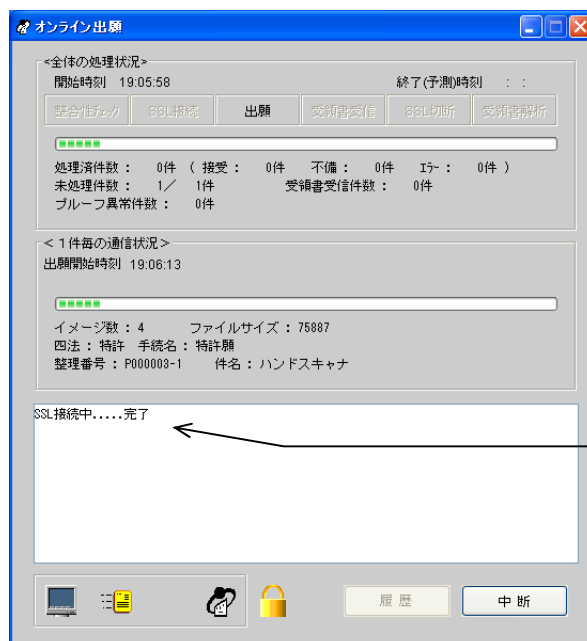 オンライン出願
<全体の処理状況>
開始時刻 19:05:58 終了(予測)時刻 : :
整合性ﾁｪｯｸ SSL接続 出願 受領書受信 SSL切断 受領書解析
処理済件数: 0件 ( 接受: 0件 不備: 0件 ｴﾗｰ: 0件 )
未処理件数: 1/ 1件 受領書受信件数: 0件
プルーフ異常件数: 0件
<1件毎の通信状況>
出願開始時刻 19:06:13
イメージ数:4 ファイルサイズ:75887
四法:特許 手続名:特許願
整理番号:P000003-1 件名:ハンドスキャナ
SSL接続中.....完了
履歴 中断